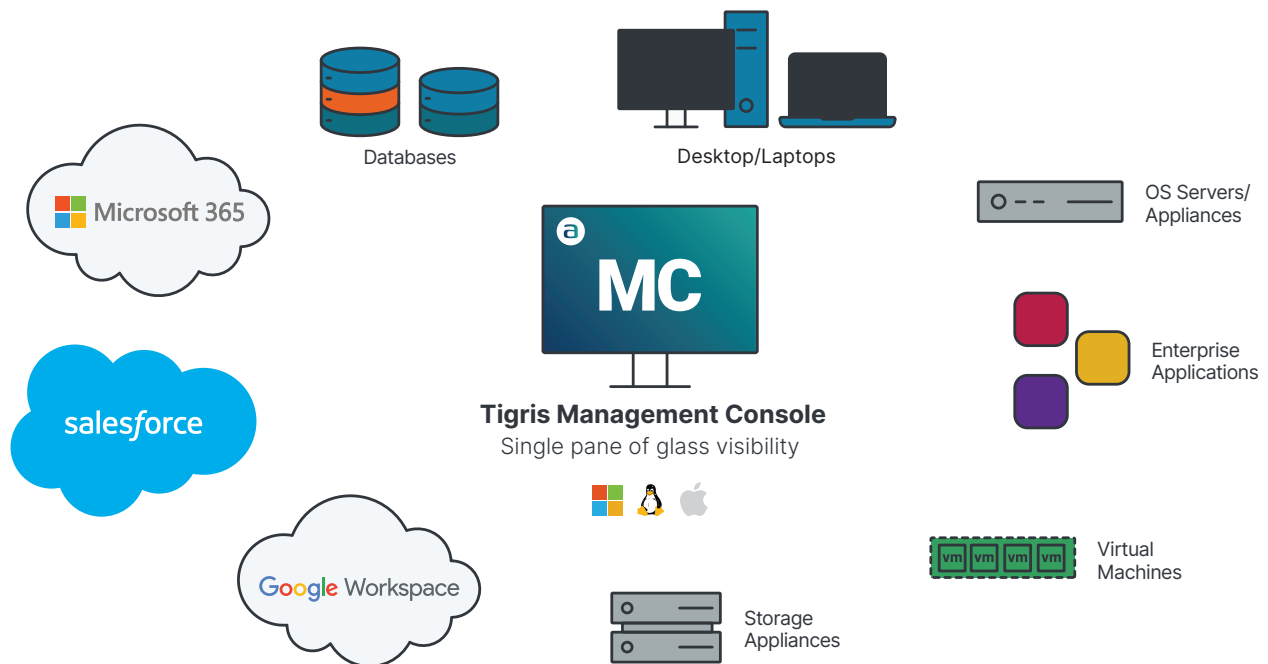 Databases
Desktop/Laptops
Microsoft 365
OS Servers/
Appliances
a
MC
Enterprise
Applications
salesforce
Tigris Management Console
Single pane of glass visibility
vm vm vm vm
Virtual
Machines
Google Workspace
Storage
Appliances